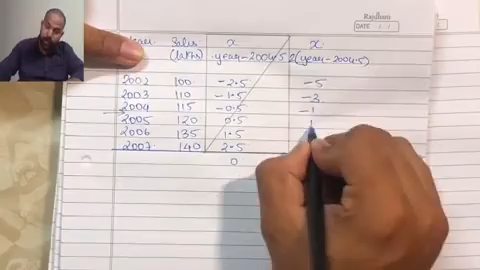 Rajdhani
DATE / /
Sales x x
(lakhs) year-2004.5 2(year-2004.5)
2002 100 -2.5 -5
2003 110 -1.5 -3
2004 115 -0.5 -1
2005 120 0.5 1
2006 135 1.5
2007 140 2.5
0